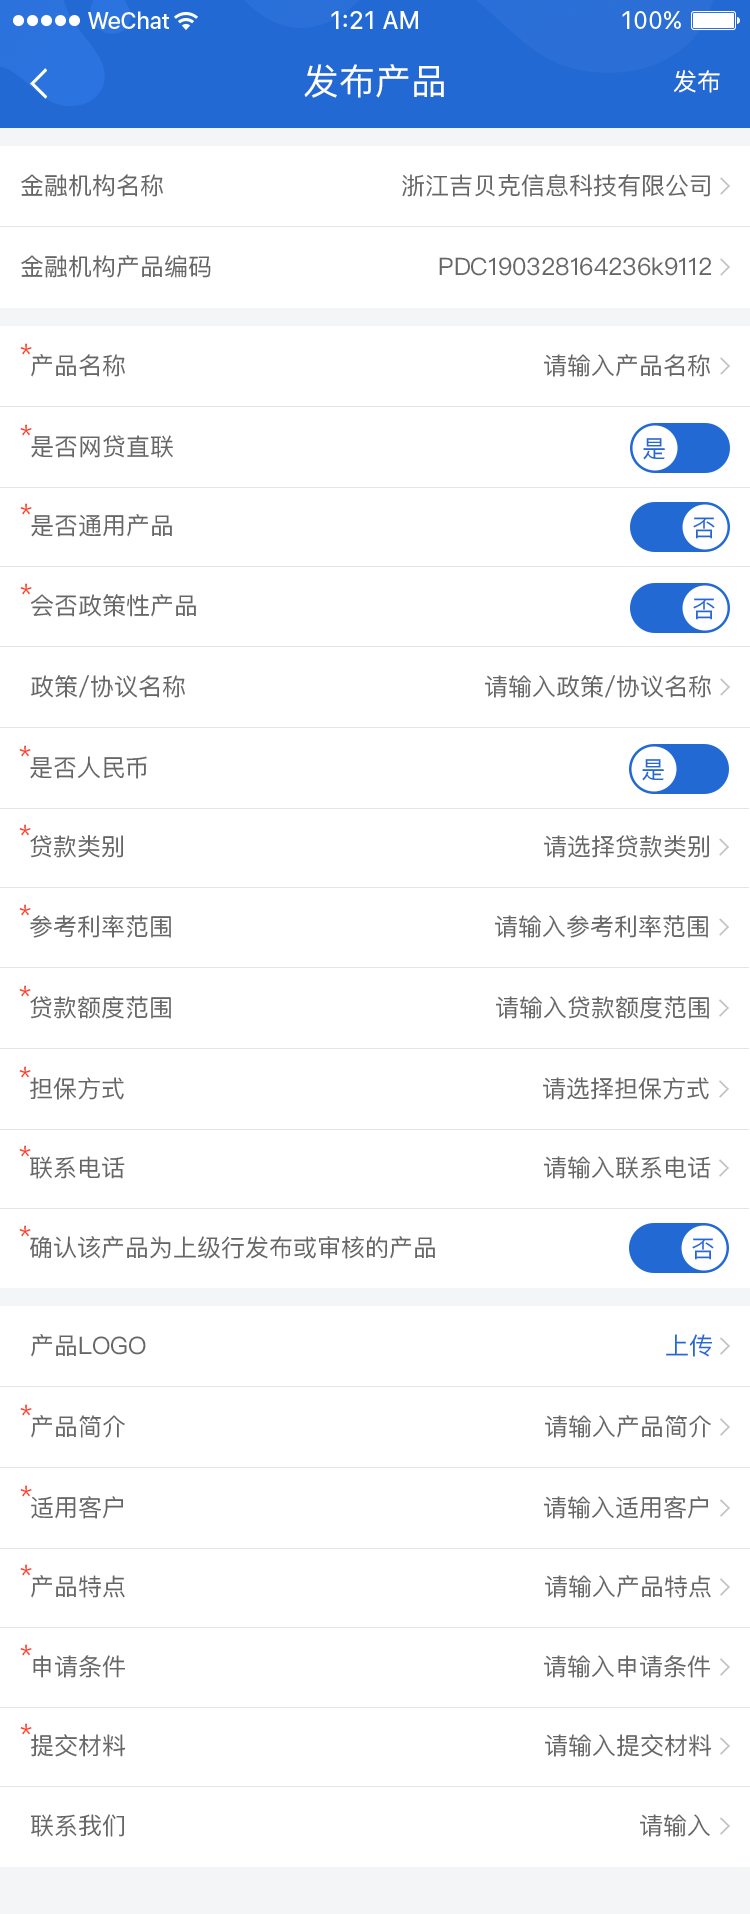 WeChat 1:21 AM 100%
发布产品 发布
金融机构名称 浙江吉贝克信息科技有限公司
金融机构产品编码 PDC190328164236k9112
*产品名称 请输入产品名称
*是否网贷直联 是
*是否通用产品 否
*会否政策性产品 否
政策/协议名称 请输入政策/协议名称
*是否人民币 是
*贷款类别 请选择贷款类别
*参考利率范围 请输入参考利率范围
*贷款额度范围 请输入贷款额度范围
*担保方式 请选择担保方式
*联系电话 请输入联系电话
*确认该产品为上级行发布或审核的产品 否
产品LOGO 上传
*产品简介 请输入产品简介
*适用客户 请输入适用客户
*产品特点 请输入产品特点
*申请条件 请输入申请条件
*提交材料 请输入提交材料
联系我们 请输入